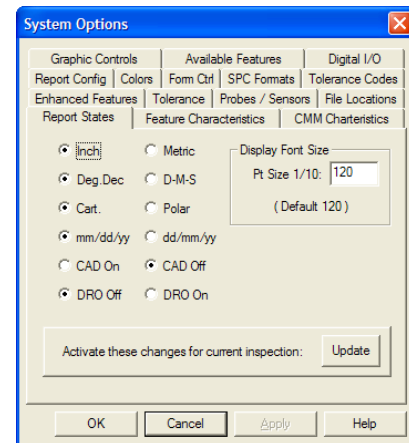 System Options
Graphic Controls Available Features Digital I/O
Report Config Colors Form Ctrl SPC Formats Tolerance Codes
Enhanced Features Tolerance Probes / Sensors File Locations
Report States Feature Characteristics CMM Charteristics
Inch Metric Display Font Size
Deg.Dec D-M-S Pt Size 1/10: 120
Cart. Polar ( Default 120 )
mm/dd/yy dd/mm/yy
CAD On CAD Off
DRO Off DRO On
Activate these changes for current inspection: Update
OK Cancel Apply Help